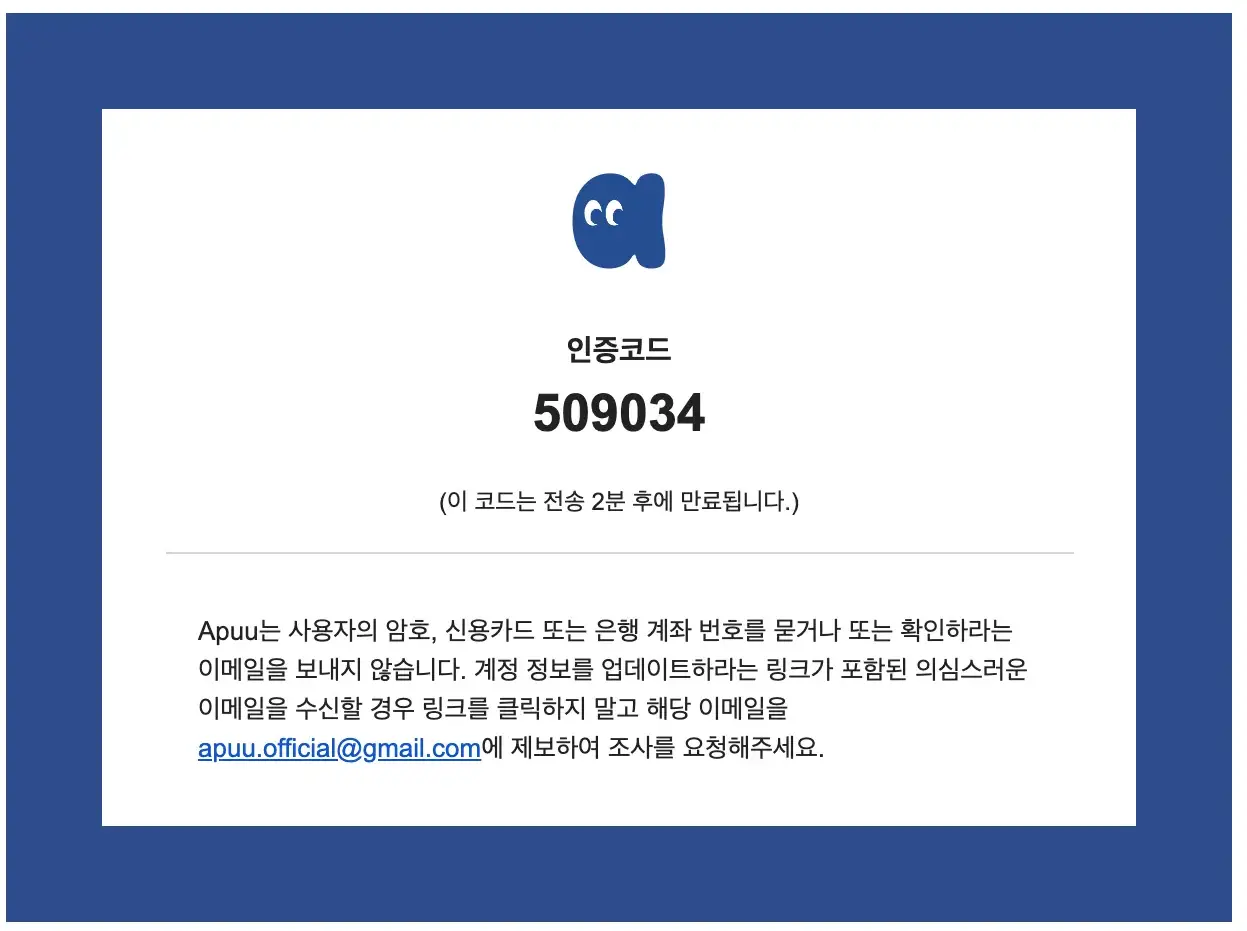 인증코드
509034
(이 코드는 전송 2분 후에 만료됩니다.)
Apuu는 사용자의 암호, 신용카드 또는 은행 계좌 번호를 묻거나 또는 확인하라는
이메일을 보내지 않습니다. 계정 정보를 업데이트하라는 링크가 포함된 의심스러운
이메일을 수신할 경우 링크를 클릭하지 말고 해당 이메일을
apuu.official@gmail.com에 제보하여 조사를 요청해주세요.